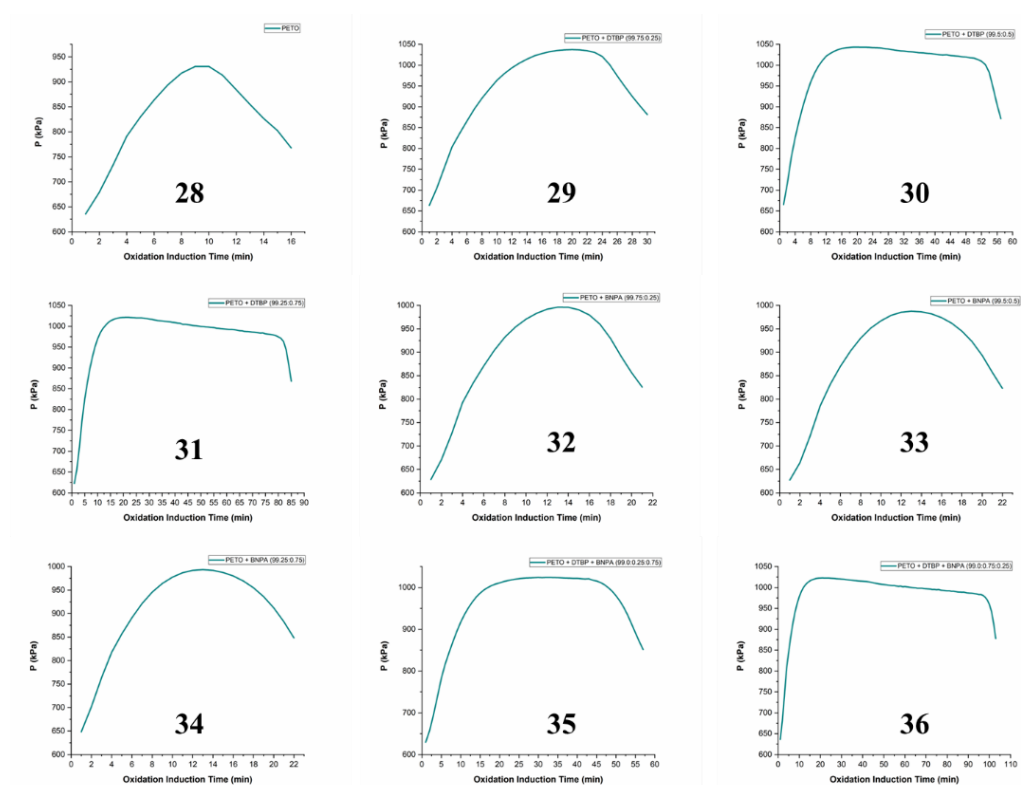 PETO
950
900
850
800
750
700
650
600
P (kPa)
28
0 2 4 6 8 10 12 14 16
Oxidation Induction Time (min)
PETO + DTBP (99.75:0.25)
1050
1000
950
900
850
800
750
700
650
600
P (kPa)
29
0 2 4 6 8 10 12 14 16 18 20 22 24 26 28 30
Oxidation Induction Time (min)
PETO + DTBP (99.5:0.5)
1050
1000
950
900
850
800
750
700
650
600
P (kPa)
30
0 4 8 12 16 20 24 28 32 36 40 44 48 52 56 60
Oxidation Induction Time (min)
PETO + DTBP (99.25:0.75)
1050
1000
950
900
850
800
750
700
650
600
P (kPa)
31
0 5 10 15 20 25 30 35 40 45 50 55 60 65 70 75 80 85 90
Oxidation Induction Time (min)
PETO + BNPA (99.75:0.25)
1000
950
900
850
800
750
700
650
600
P (kPa)
32
0 2 4 6 8 10 12 14 16 18 20 22
Oxidation Induction Time (min)
PETO + BNPA (99.5:0.5)
1000
950
900
850
800
750
700
650
600
P (kPa)
33
0 2 4 6 8 10 12 14 16 18 20 22
Oxidation Induction Time (min)
PETO + BNPA (99.25:0.75)
1000
950
900
850
800
750
700
650
600
P (kPa)
34
0 2 4 6 8 10 12 14 16 18 20 22
Oxidation Induction Time (min)
PETO + DTBP + BNPA (99.0:0.25:0.75)
1000
900
800
700
600
P (kPa)
35
0 5 10 15 20 25 30 35 40 45 50 55 60
Oxidation Induction Time (min)
PETO + DTBP + BNPA (99.0:0.75:0.25)
1050
1000
950
900
850
800
750
700
650
600
P (kPa)
36
0 10 20 30 40 50 60 70 80 90 100 110
Oxidation Induction Time (min)